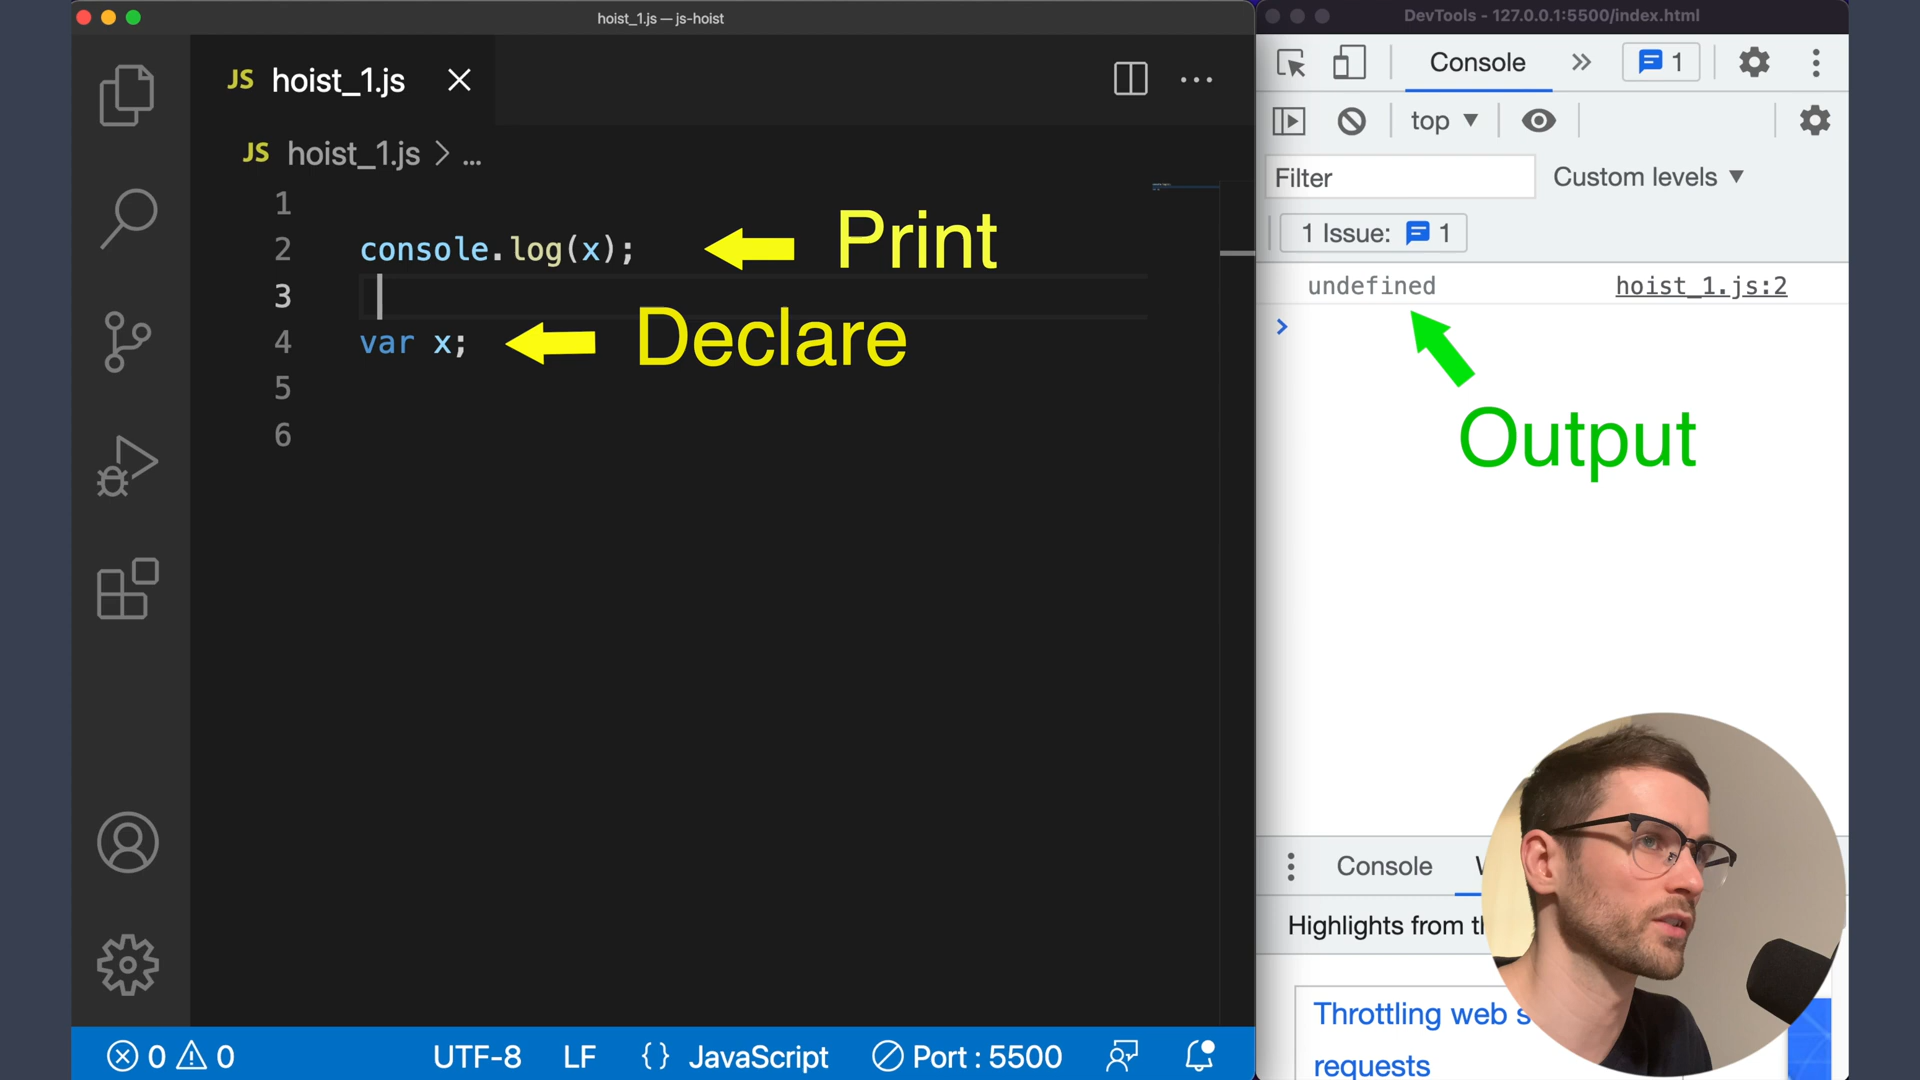 hoist_1.js — js-hoist
JS hoist_1.js
JS hoist_1.js > ...
1
2 console.log(x);
3
4 var x;
5
6
Print
Declare
0 0 UTF-8 LF {} JavaScript Port : 5500
DevTools - 127.0.0.1:5500/index.html
Console 1
top
Filter Custom levels
1 Issue: 1
undefined hoist_1.js:2
>
Output
Console
Highlights from
Throttling web
requests